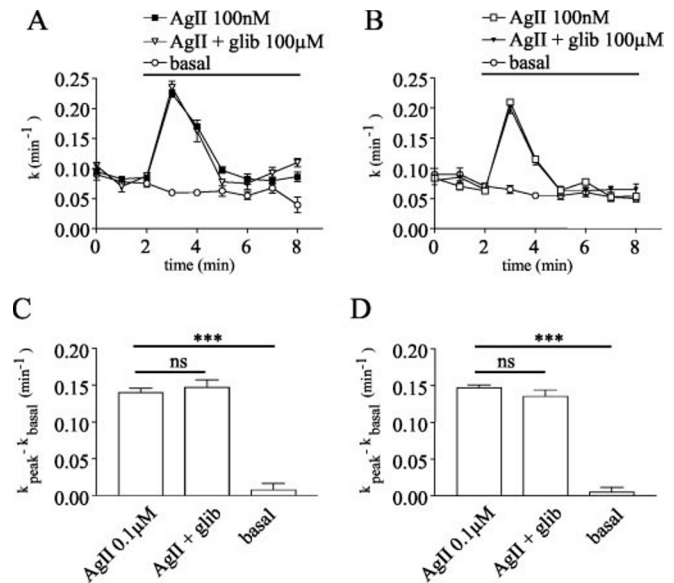 A
AgII 100nM
AgII + glib 100µM
basal
k (min⁻¹)
0.25
0.20
0.15
0.10
0.05
0.00
0 2 4 6 8
time (min)
B
AgII 100nM
AgII + glib 100µM
basal
k (min⁻¹)
0.25
0.20
0.15
0.10
0.05
0.00
0 2 4 6 8
time (min)
C
***
ns
k peak - k basal (min⁻¹)
0.20
0.15
0.10
0.05
0.00
AgII 0.1µM
AgII + glib
basal
D
***
ns
k peak - k basal (min⁻¹)
0.20
0.15
0.10
0.05
0.00
AgII 0.1µM
AgII + glib
basal